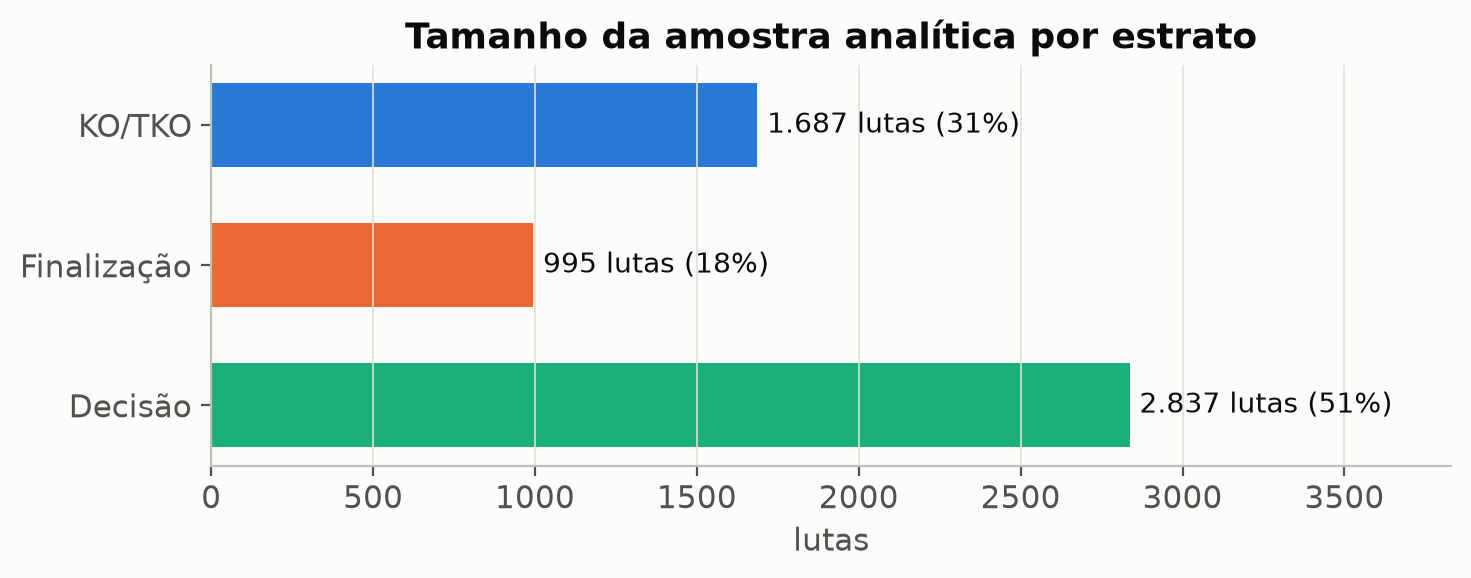 Tamanho da amostra analítica por estrato
KO/TKO
1.687 lutas (31%)
Finalização
995 lutas (18%)
Decisão
2.837 lutas (51%)
0 500 1000 1500 2000 2500 3000 3500
lutas